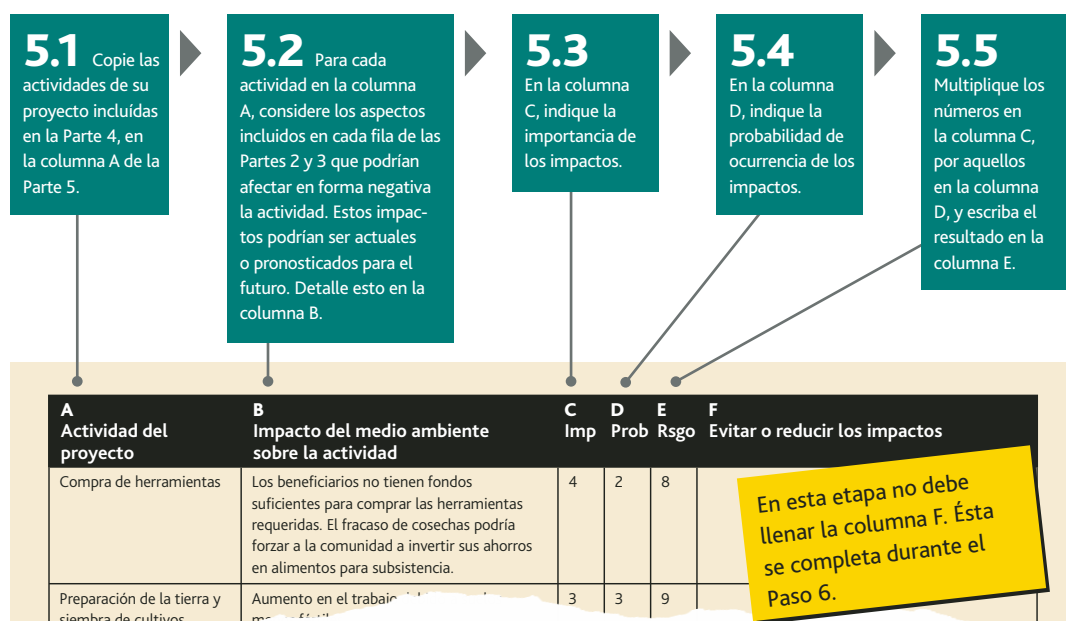 5.1 Copie las
actividades de su
proyecto incluídas
en la Parte 4, en
la columna A de la
Parte 5.
5.2 Para cada
actividad en la columna
A, considere los aspectos
incluidos en cada fila de las
Partes 2 y 3 que podrían
afectar en forma negativa
la actividad. Estos impac-
tos podrían ser actuales
o pronosticados para el
futuro. Detalle esto en la
columna B.
5.3
En la columna
C, indique la
importancia de
los impactos.
5.4
En la columna
D, indique la
probabilidad de
ocurrencia de los
impactos.
5.5
Multiplique los
números en
la columna C,
por aquellos
en la columna
D, y escriba el
resultado en la
columna E.
A
Actividad del
proyecto
B
Impacto del medio ambiente
sobre la actividad
C
Imp
D
Prob
E
Rsgo
F
Evitar o reducir los impactos
Compra de herramientas
Los beneficiarios no tienen fondos
suficientes para comprar las herramientas
requeridas. El fracaso de cosechas podría
forzar a la comunidad a invertir sus ahorros
en alimentos para subsistencia.
4
2
8
En esta etapa no debe
llenar la columna F. Ésta
se completa durante el
Paso 6.
Preparación de la tierra y
siembra de cultivos
Aumento en el trabajo
3
3
9